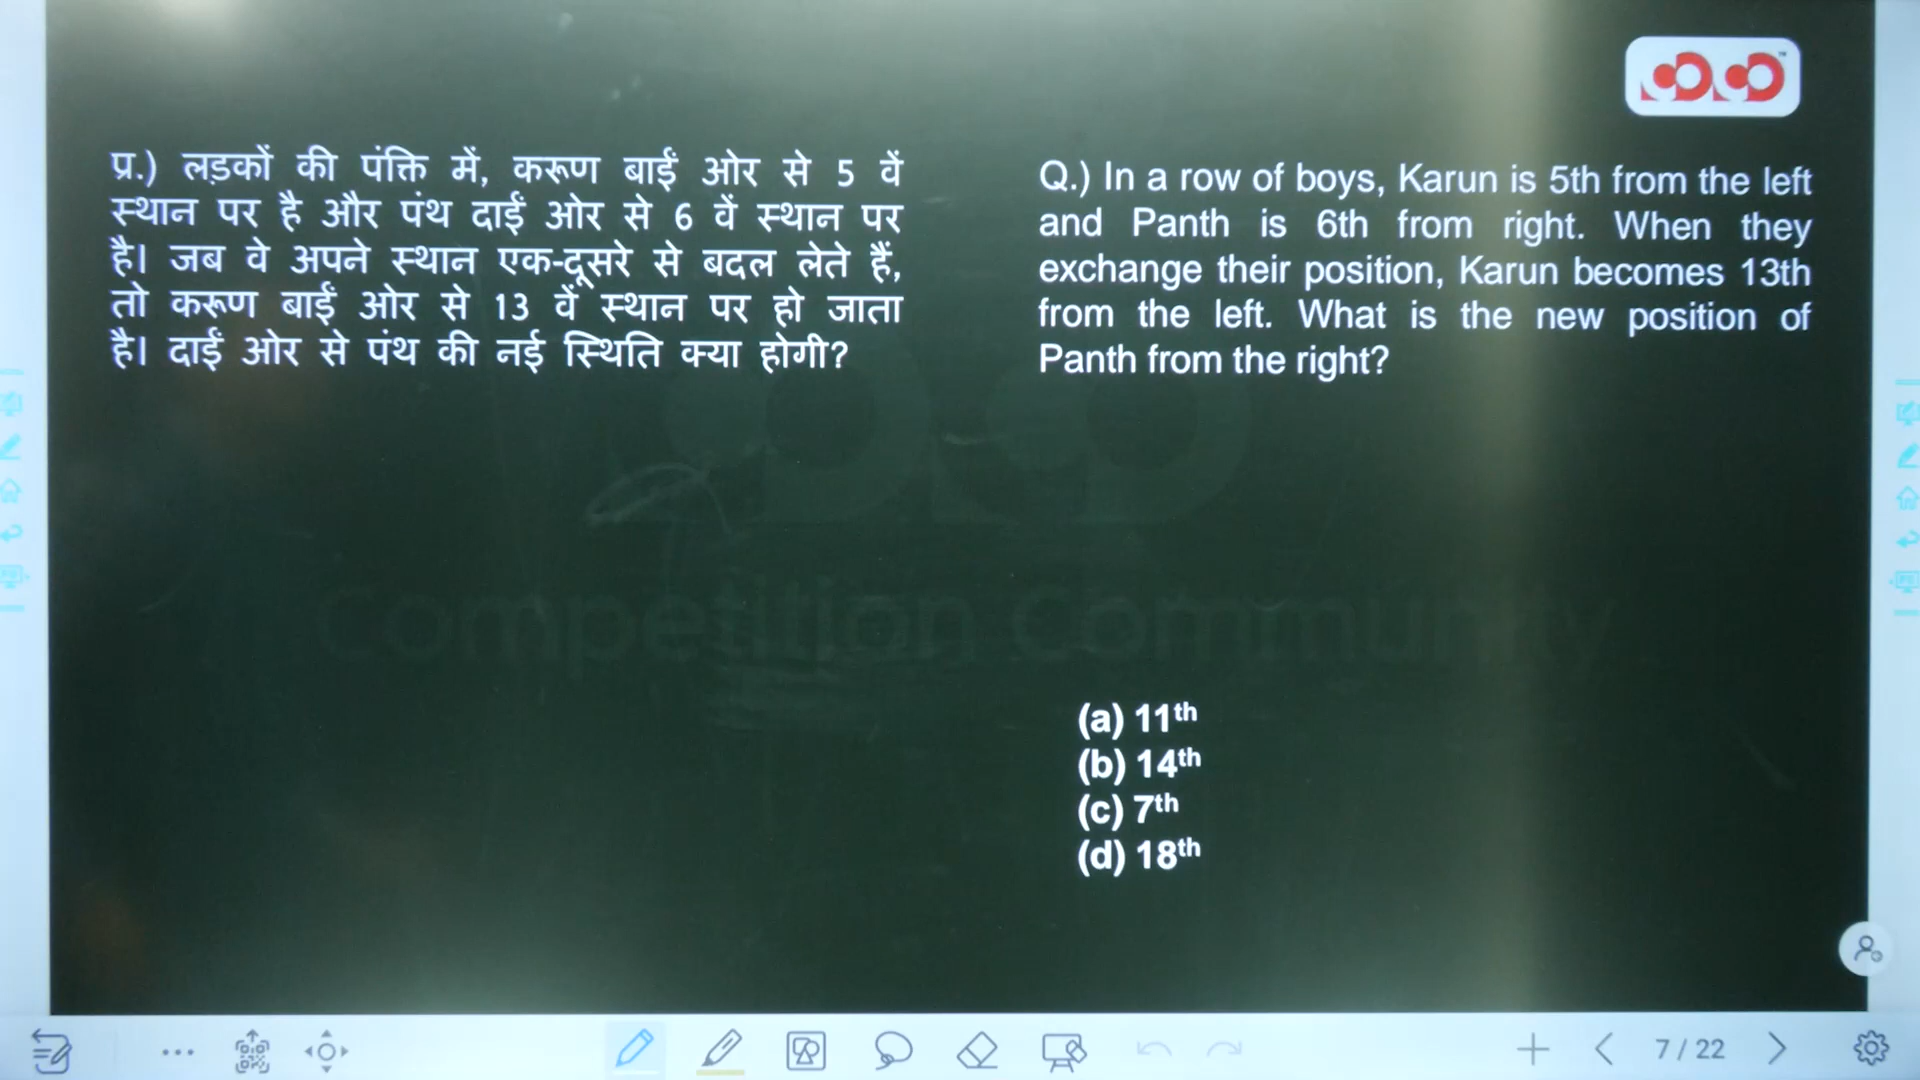 प्र.) लड़कों की पंक्ति में, करूण बाईं ओर से 5 वें
स्थान पर है और पंथ दाईं ओर से 6 वें स्थान पर
है। जब वे अपने स्थान एक-दूसरे से बदल लेते हैं,
तो करूण बाईं ओर से 13 वें स्थान पर हो जाता
है। दाईं ओर से पंथ की नई स्थिति क्या होगी?
Q.) In a row of boys, Karun is 5th from the left
and Panth is 6th from right. When they
exchange their position, Karun becomes 13th
from the left. What is the new position of
Panth from the right?
Competition Community
(a) 11th
(b) 14th
(c) 7th
(d) 18th
7 / 22